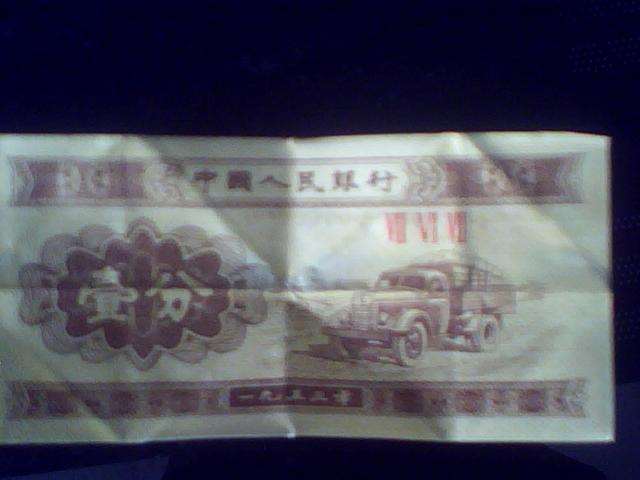 中國人民銀行
壹分
一九五三年